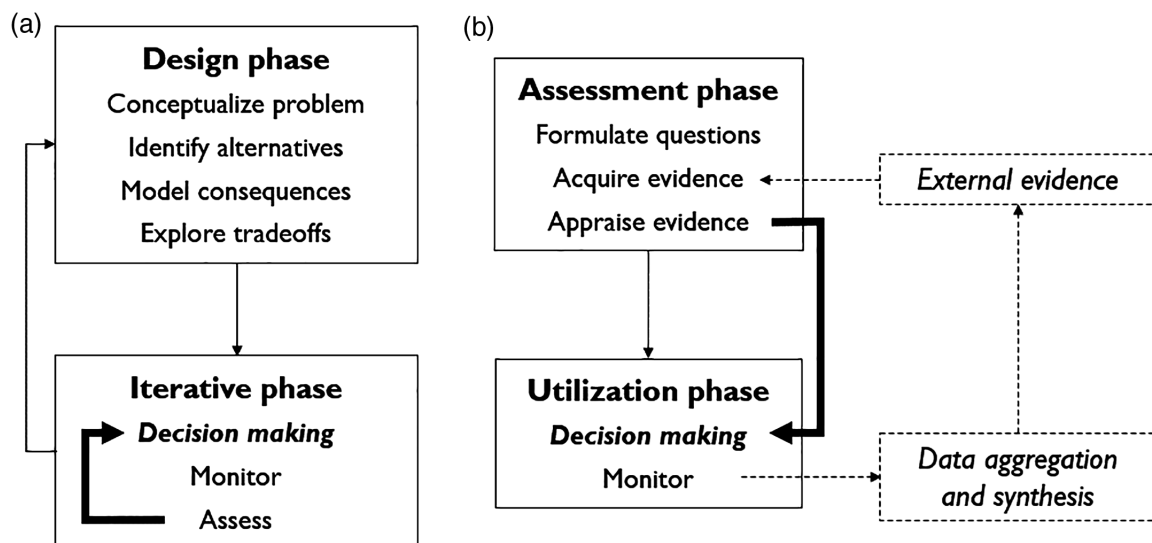 (a)
Design phase
Conceptualize problem
Identify alternatives
Model consequences
Explore tradeoffs
Iterative phase
Decision making
Monitor
Assess
(b)
Assessment phase
Formulate questions
Acquire evidence
Appraise evidence
External evidence
Utilization phase
Decision making
Monitor
Data aggregation
and synthesis